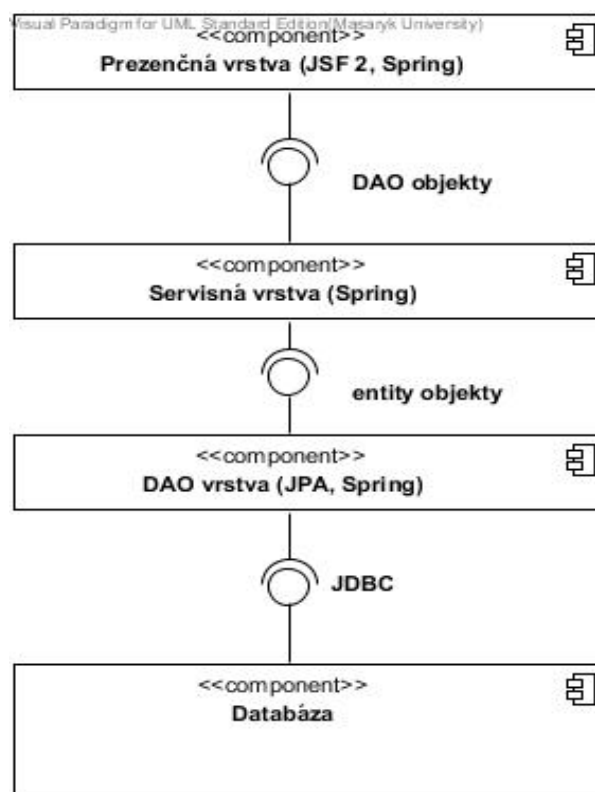 Visual Paradigm for UML Standard Edition(Masaryk University)
<<component>>
Prezenčná vrstva (JSF 2, Spring)
DAO objekty
<<component>>
Servisná vrstva (Spring)
entity objekty
<<component>>
DAO vrstva (JPA, Spring)
JDBC
<<component>>
Databáza